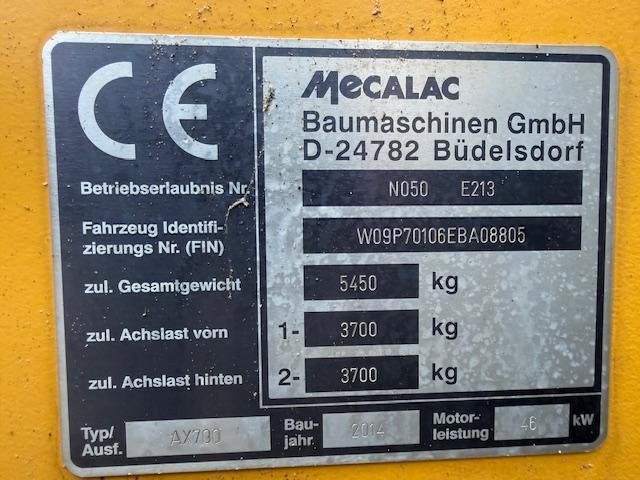 CE
MECALAC
Baumaschinen GmbH
D-24782 Büdelsdorf
Betriebserlaubnis Nr. N050 E213
Fahrzeug Identifi-
zierungs Nr. (FIN) W09P70106EBA08805
zul. Gesamtgewicht 5450 kg
zul. Achslast vorn 1- 3700 kg
zul. Achslast hinten 2- 3700 kg
Typ/
Ausf. AX700
Bau-
jahr 2014
Motor-
leistung 46 kW